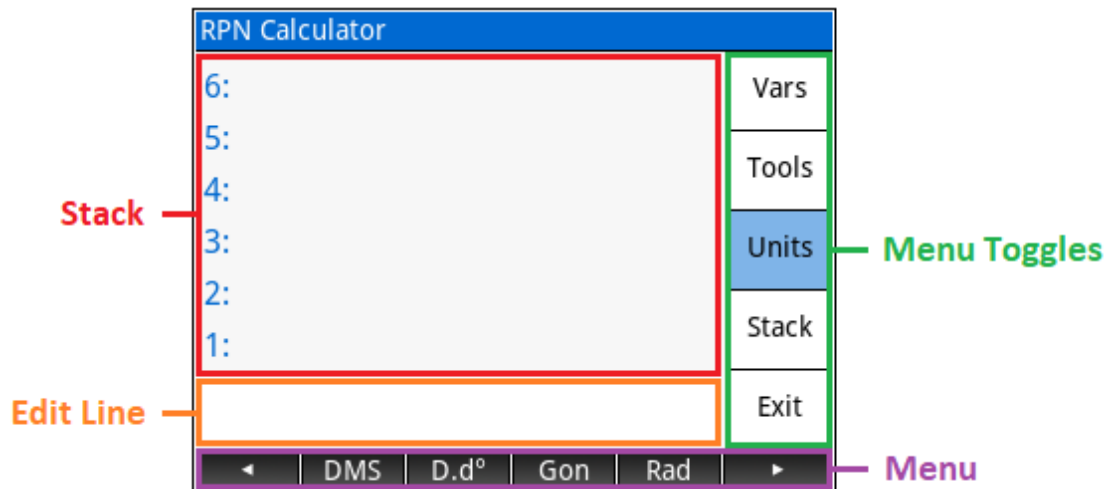 RPN Calculator
6:
Vars
5:
Tools
4:
Stack
3:
Units
Menu Toggles
2:
Stack
1:
Edit Line
Exit
◄ DMS D.d° Gon Rad ►
Menu